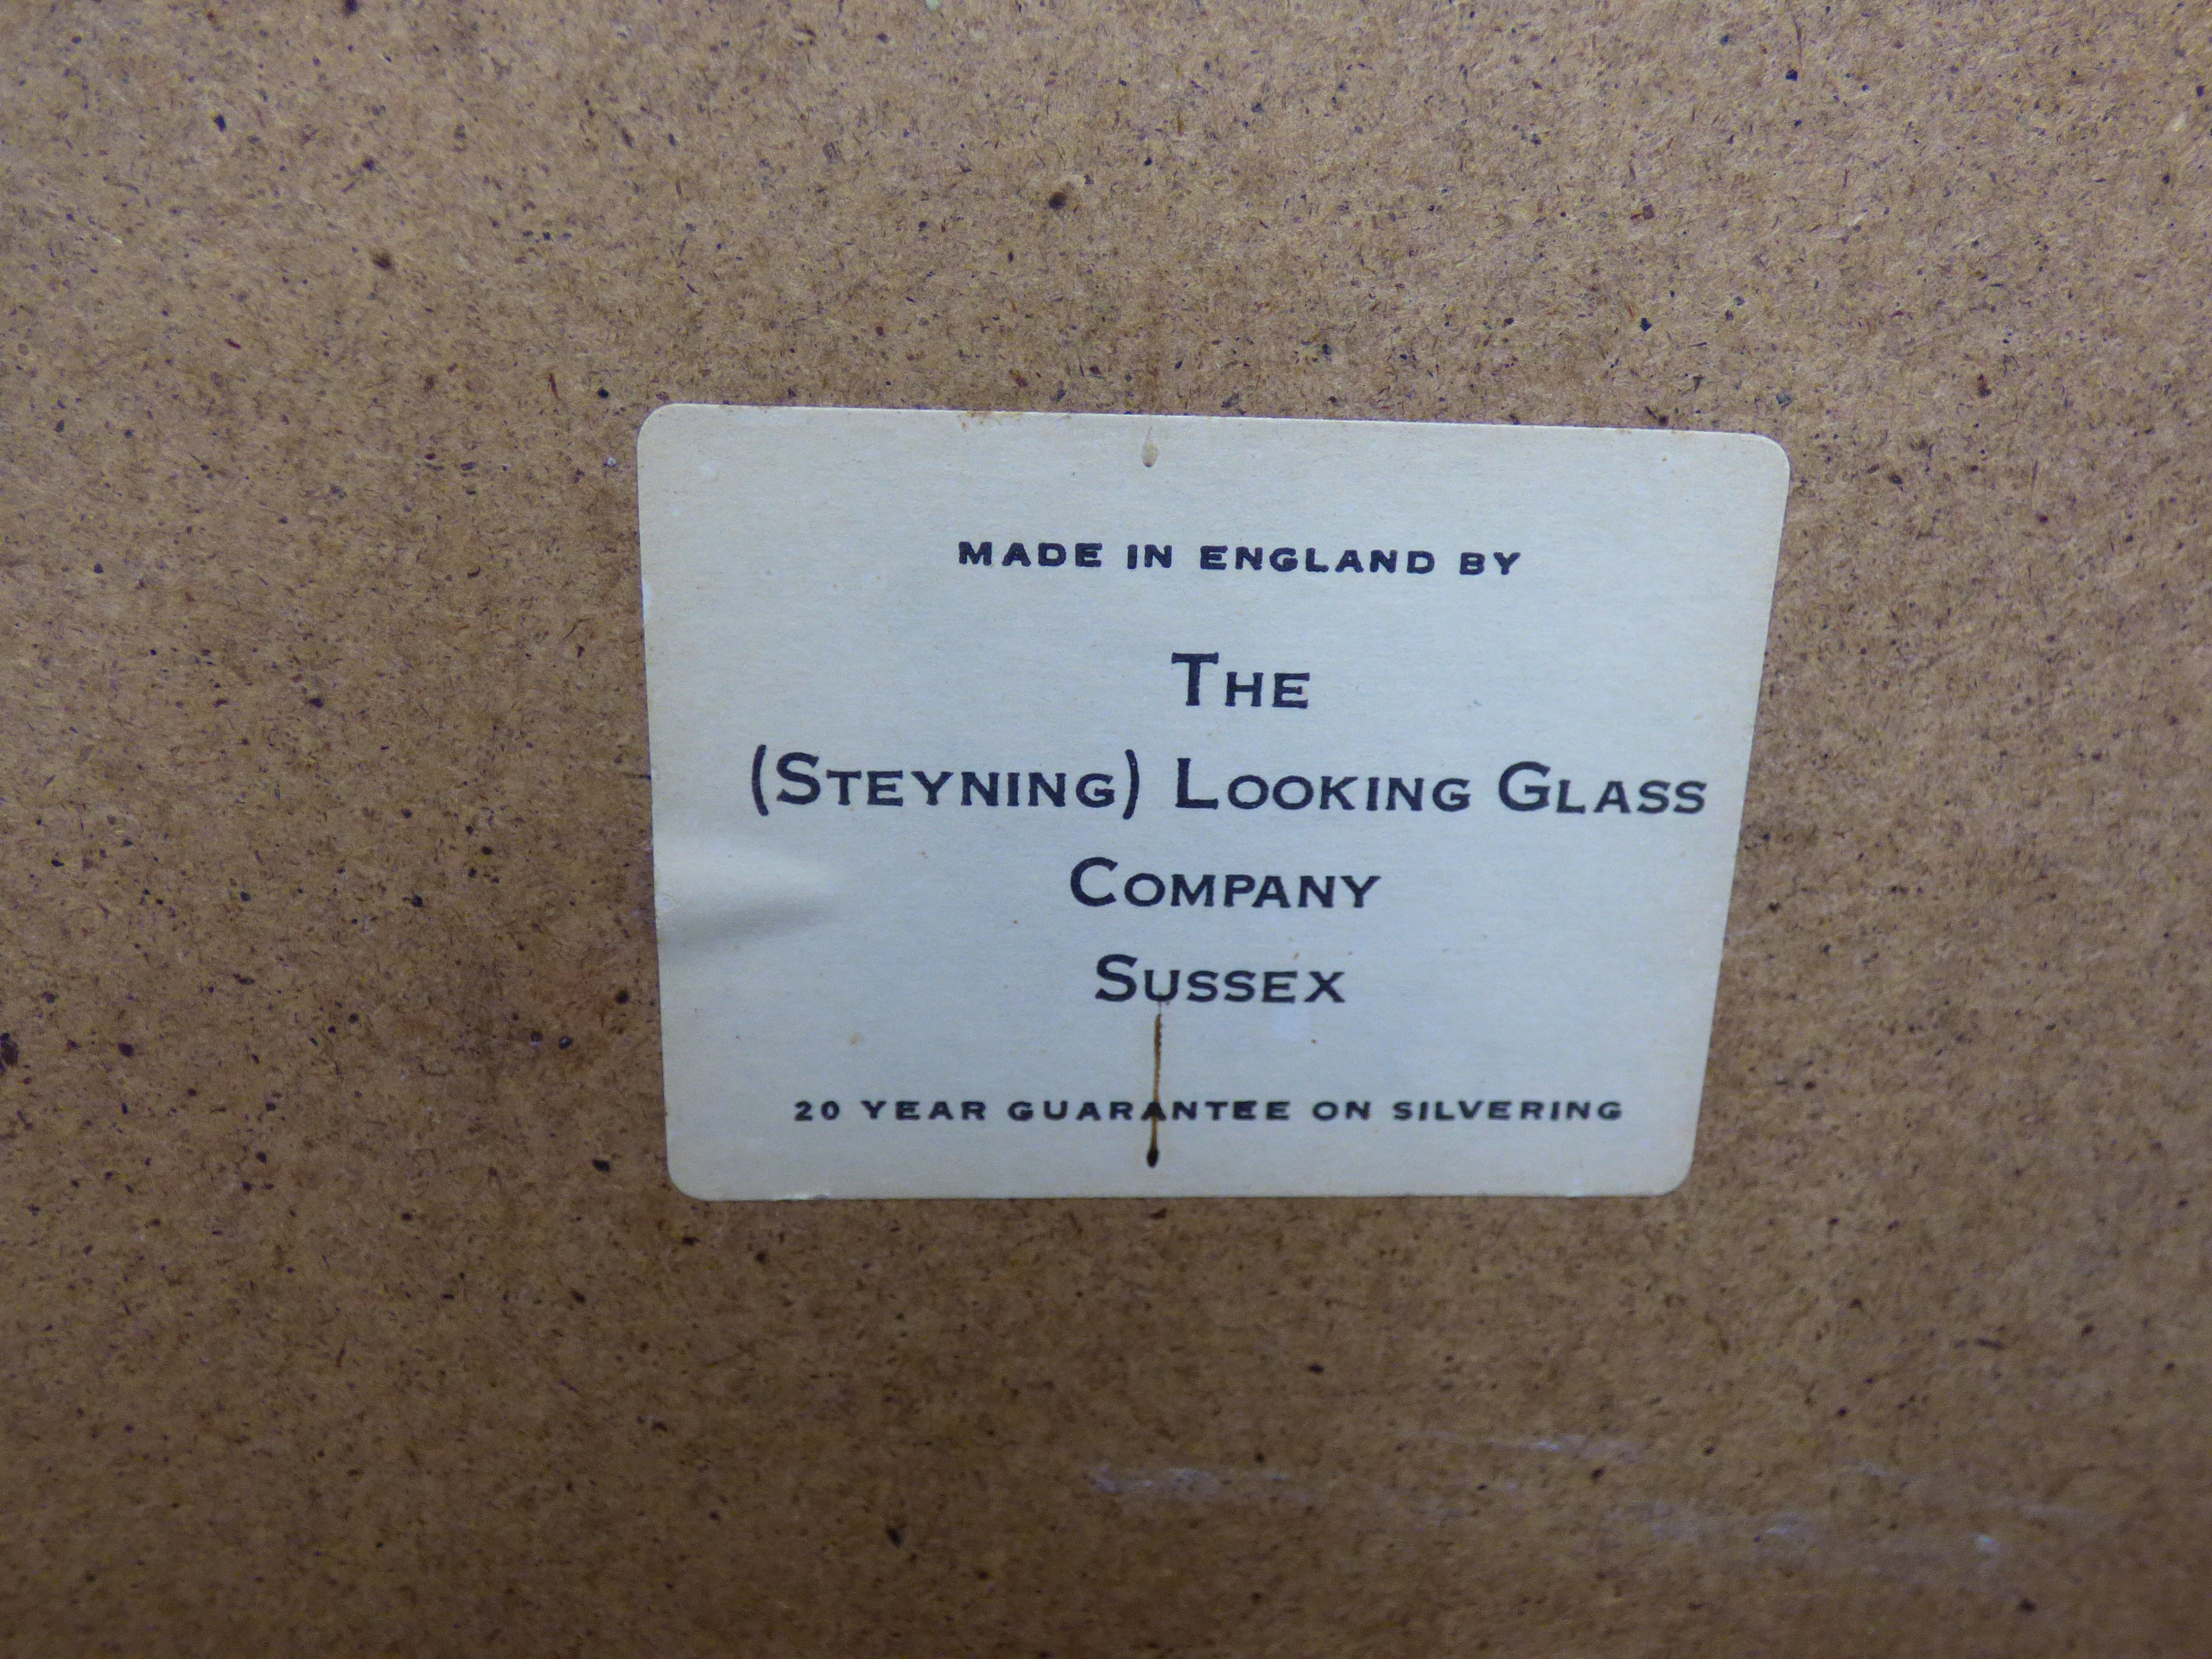 MADE IN ENGLAND BY
THE
(STEYNING) LOOKING GLASS
COMPANY
SUSSEX
20 YEAR GUARANTEE ON SILVERING